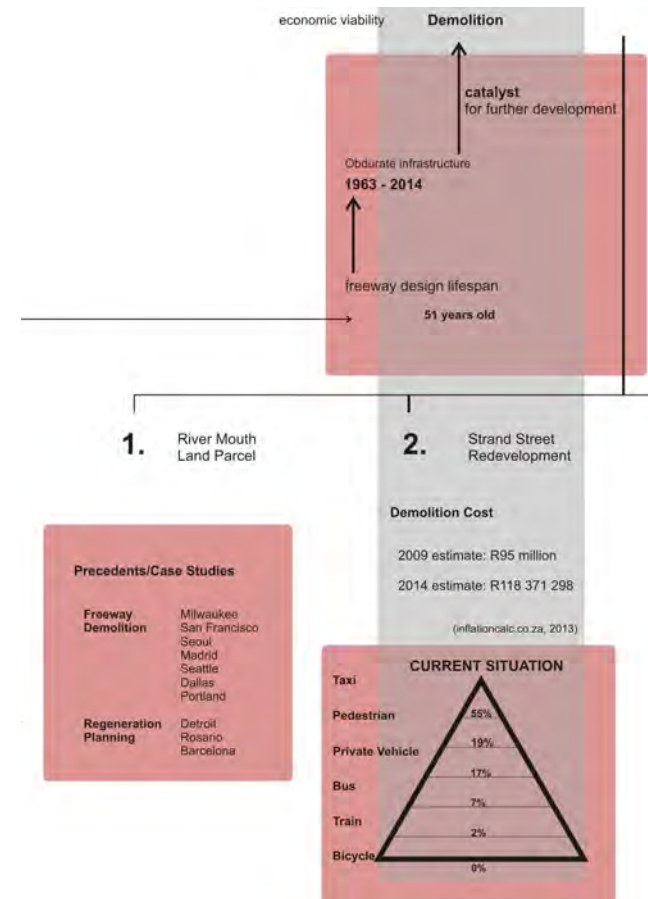 economic viability
Demolition
catalyst
for further development
Obdurate infrastructure
1963 - 2014
freeway design lifespan
51 years old
1.
River Mouth
Land Parcel
2.
Strand Street
Redevelopment
Demolition Cost
2009 estimate: R95 million
2014 estimate: R118 371 298
(inflationcalc.co.za, 2013)
Precedents/Case Studies
Freeway
Demolition
Milwaukee
San Francisco
Seoul
Madrid
Seattle
Dallas
Portland
Regeneration
Planning
Detroit
Rosario
Barcelona
CURRENT SITUATION
Taxi
55%
Pedestrian
19%
Private Vehicle
17%
Bus
7%
Train
2%
Bicycle
0%